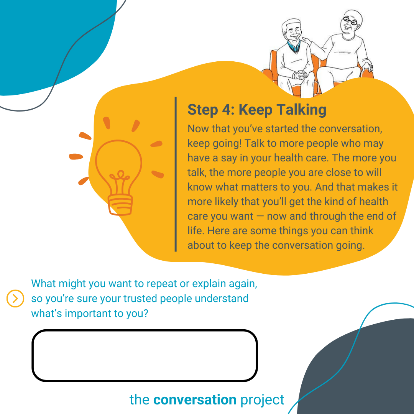 Step 4: Keep Talking
Now that you've started the conversation,
keep going! Talk to more people who may
have a say in your health care. The more you
talk, the more people you are close to will
know what matters to you. And that makes it
more likely that you'll get the kind of health
care you want — now and through the end of
life. Here are some things you can think
about to keep the conversation going.
What might you want to repeat or explain again,
so you're sure your trusted people understand
what's important to you?
the conversation project